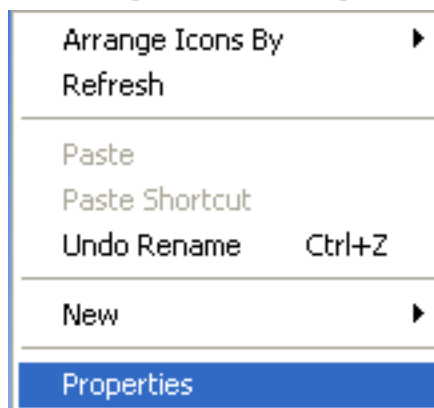 Arrange Icons By
Refresh
Paste
Paste Shortcut
Undo Rename Ctrl+Z
New
Properties